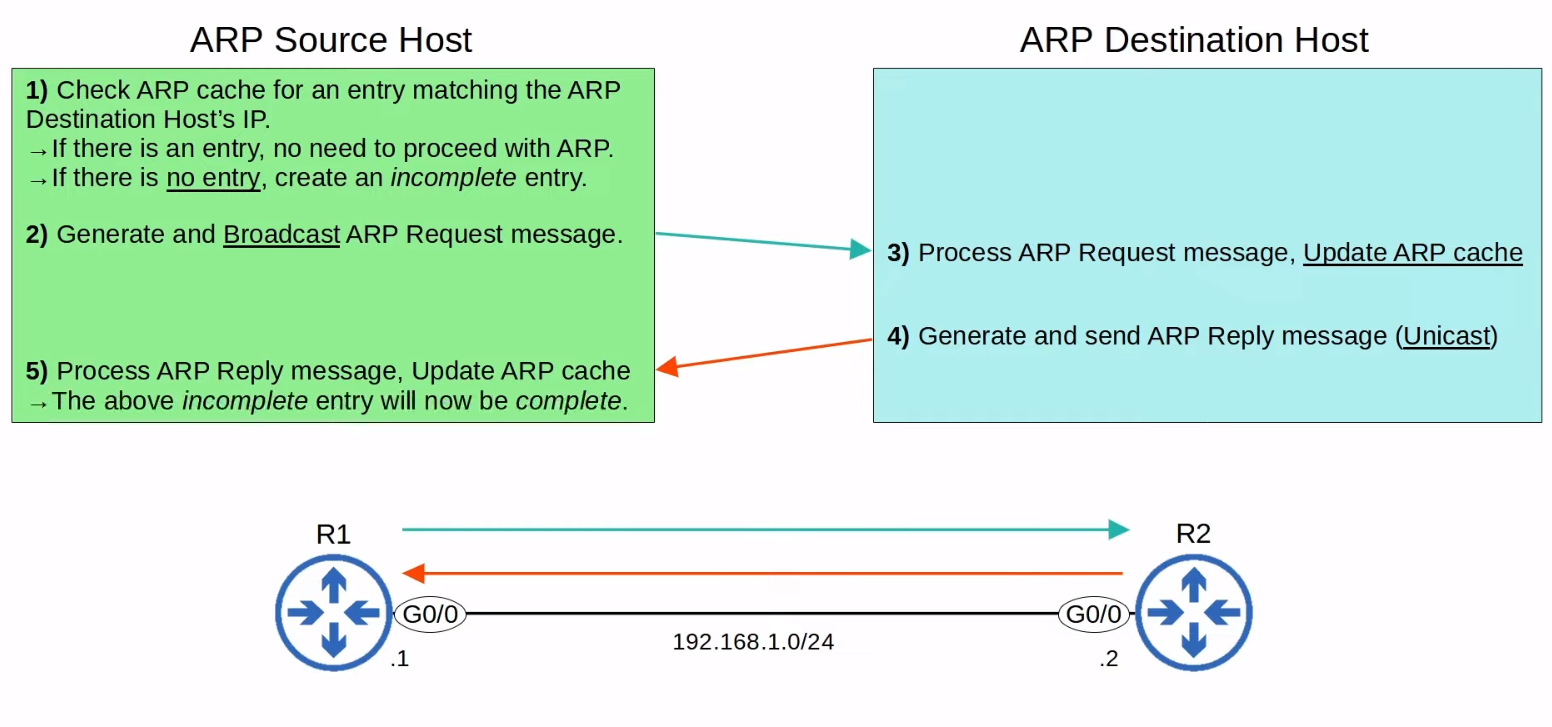 ARP Source Host
1) Check ARP cache for an entry matching the ARP
Destination Host’s IP.
→If there is an entry, no need to proceed with ARP.
→If there is no entry, create an incomplete entry.
2) Generate and Broadcast ARP Request message.
5) Process ARP Reply message, Update ARP cache
→The above incomplete entry will now be complete.
ARP Destination Host
3) Process ARP Request message, Update ARP cache
4) Generate and send ARP Reply message (Unicast)
R1
R2
G0/0
G0/0
192.168.1.0/24
.1
.2